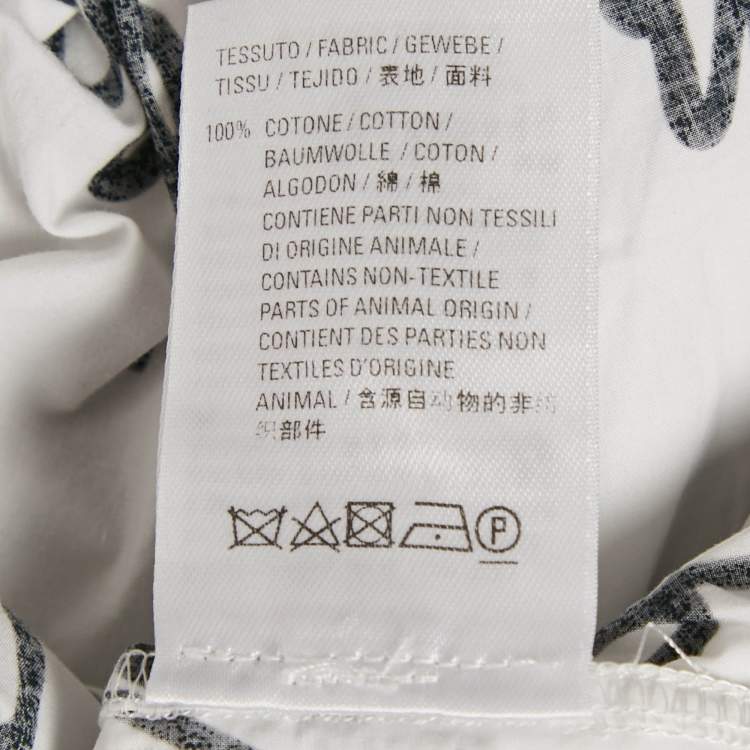 TESSUTO / FABRIC / GEWEBE /
TISSU / TEJIDO / 表地 / 面料
100% COTONE / COTTON /
BAUMWOLLE / COTON /
ALGODON / 綿 / 棉
CONTIENE PARTI NON TESSILI
DI ORIGINE ANIMALE /
CONTAINS NON-TEXTILE
PARTS OF ANIMAL ORIGIN /
CONTIENT DES PARTIES NON
TEXTILES D'ORIGINE
ANIMAL / 含源自动物的非纺
织部件
P